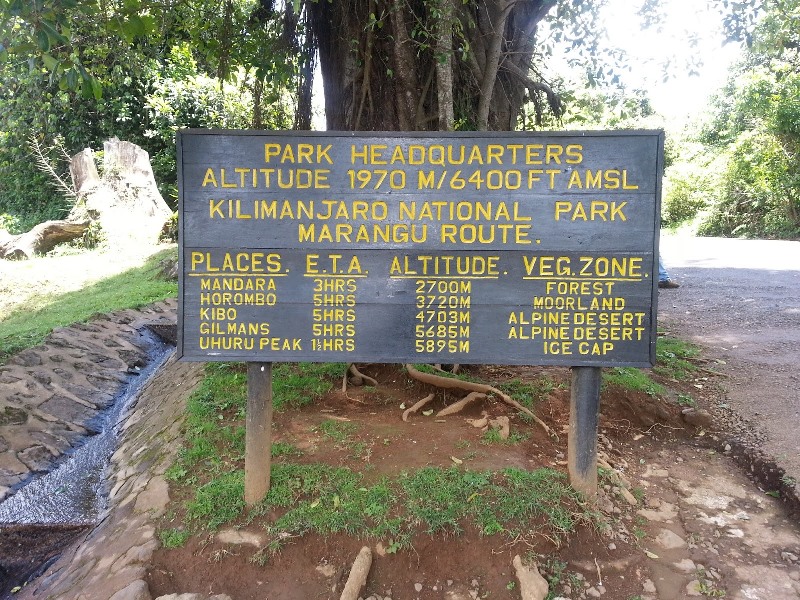 PARK HEADQUARTERS
ALTITUDE 1970 M/6400 FT AMSL
KILIMANJARO NATIONAL PARK
MARANGU ROUTE.
PLACES. E.T.A. ALTITUDE. VEG.ZONE.
MANDARA 3HRS 2700M FOREST
HOROMBO 5HRS 3720M MOORLAND
KIBO 5HRS 4703M ALPINE DESERT
GILMANS 5HRS 5685M ALPINE DESERT
UHURU PEAK 1½HRS 5895M ICE CAP